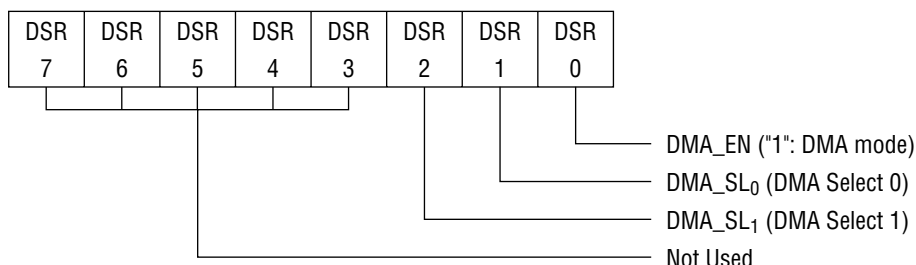 DSR DSR DSR DSR DSR DSR DSR DSR
7 6 5 4 3 2 1 0
DMA_EN ("1": DMA mode)
DMA_SL0 (DMA Select 0)
DMA_SL1 (DMA Select 1)
Not Used